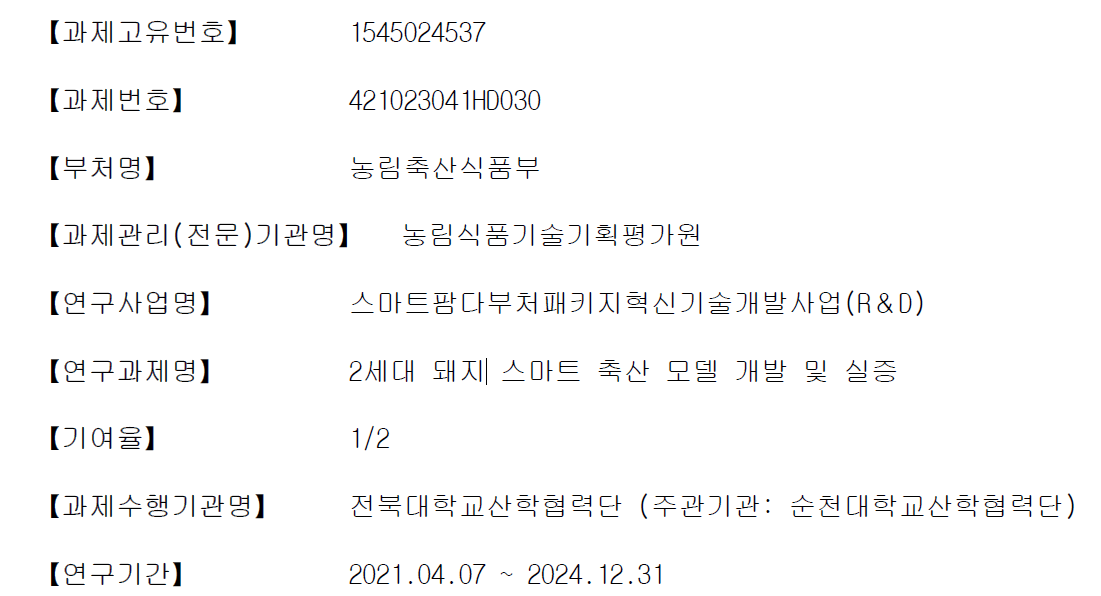 【과제고유번호】 1545024537
【과제번호】 421023041HD030
【부처명】 농림축산식품부
【과제관리(전문)기관명】 농림식품기술기획평가원
【연구사업명】 스마트팜다부처패키지혁신기술개발사업(R&D)
【연구과제명】 2세대 돼지 스마트 축산 모델 개발 및 실증
【기여율】 1/2
【과제수행기관명】 전북대학교산학협력단 (주관기관: 순천대학교산학협력단)
【연구기간】 2021.04.07 ~ 2024.12.31